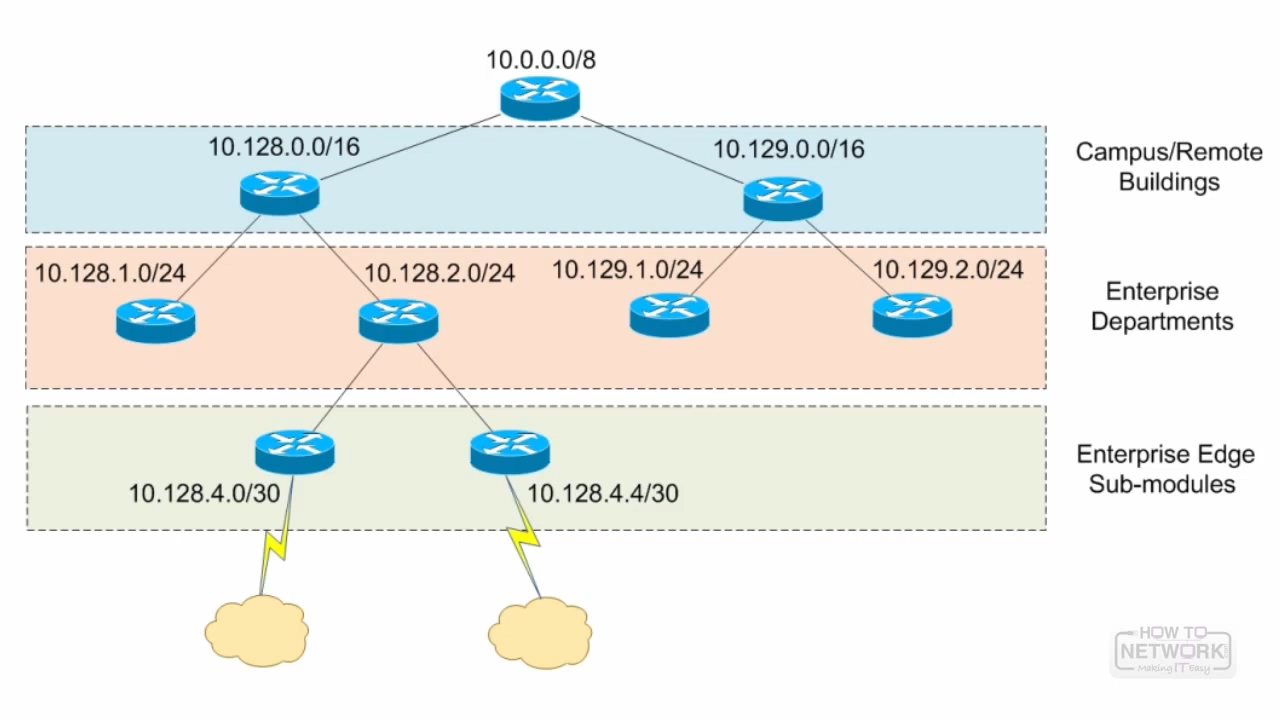 10.0.0.0/8
10.128.0.0/16
10.129.0.0/16
Campus/Remote
Buildings
10.128.1.0/24
10.128.2.0/24
10.129.1.0/24
10.129.2.0/24
Enterprise
Departments
Enterprise Edge
Sub-modules
10.128.4.0/30
10.128.4.4/30
HOW TO
NETWORK
Making IT Easy